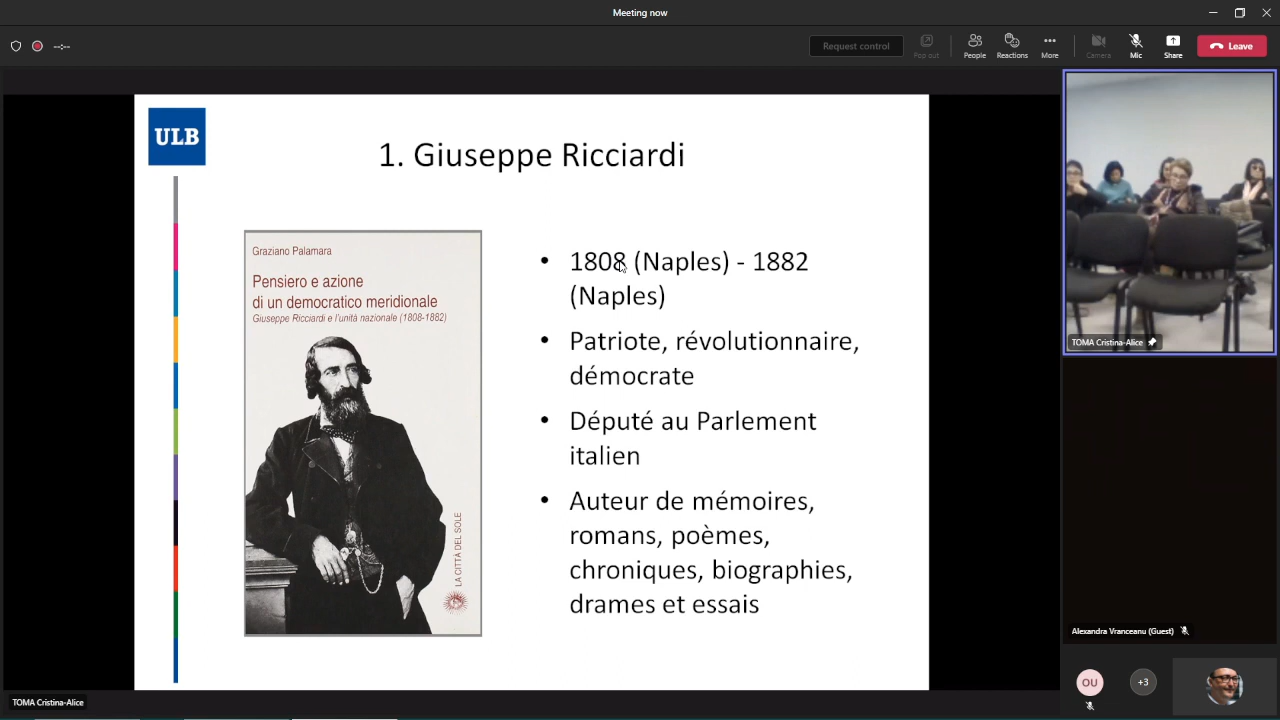 Meeting now
--:--
Request control
Pop out
People
Reactions
More
Camera
Mic
Share
Leave
ULB
1. Giuseppe Ricciardi
Graziano Palamara
Pensiero e azione
di un democratico meridionale
Giuseppe Ricciardi e l'unità nazionale (1808-1882)
LA CITTÀ DEL SOLE
• 1808 (Naples) - 1882
(Naples)
• Patriote, révolutionnaire,
démocrate
• Député au Parlement
italien
• Auteur de mémoires,
romans, poèmes,
chroniques, biographies,
drames et essais
TOMA Cristina-Alice
Alexandra Vranceanu (Guest)
OU
+3
TOMA Cristina-Alice